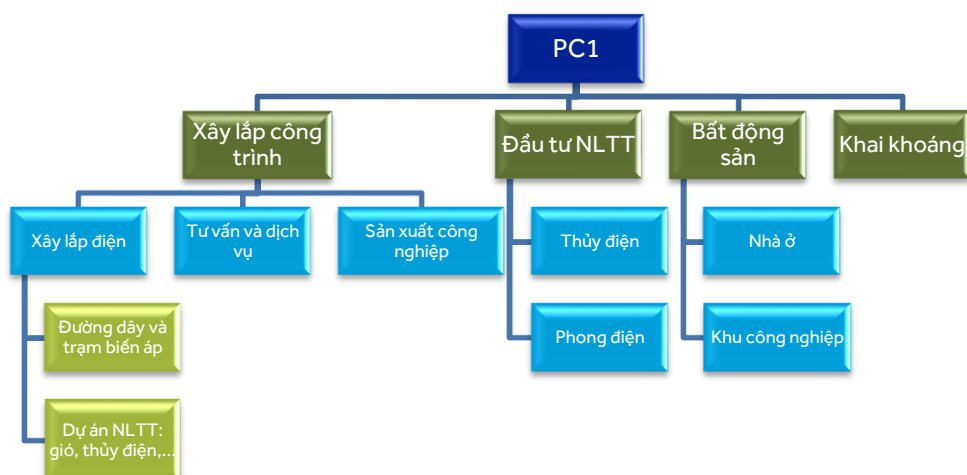 PC1
Xây lắp công
trình
Đầu tư NLTT
Bất động
sản
Khai khoáng
Xây lắp điện
Tư vấn và dịch
vụ
Sản xuất công
nghiệp
Thủy điện
Nhà ở
Đường dây và
trạm biến áp
Phong điện
Khu công nghiệp
Dự án NLTT:
gió, thủy điện,...